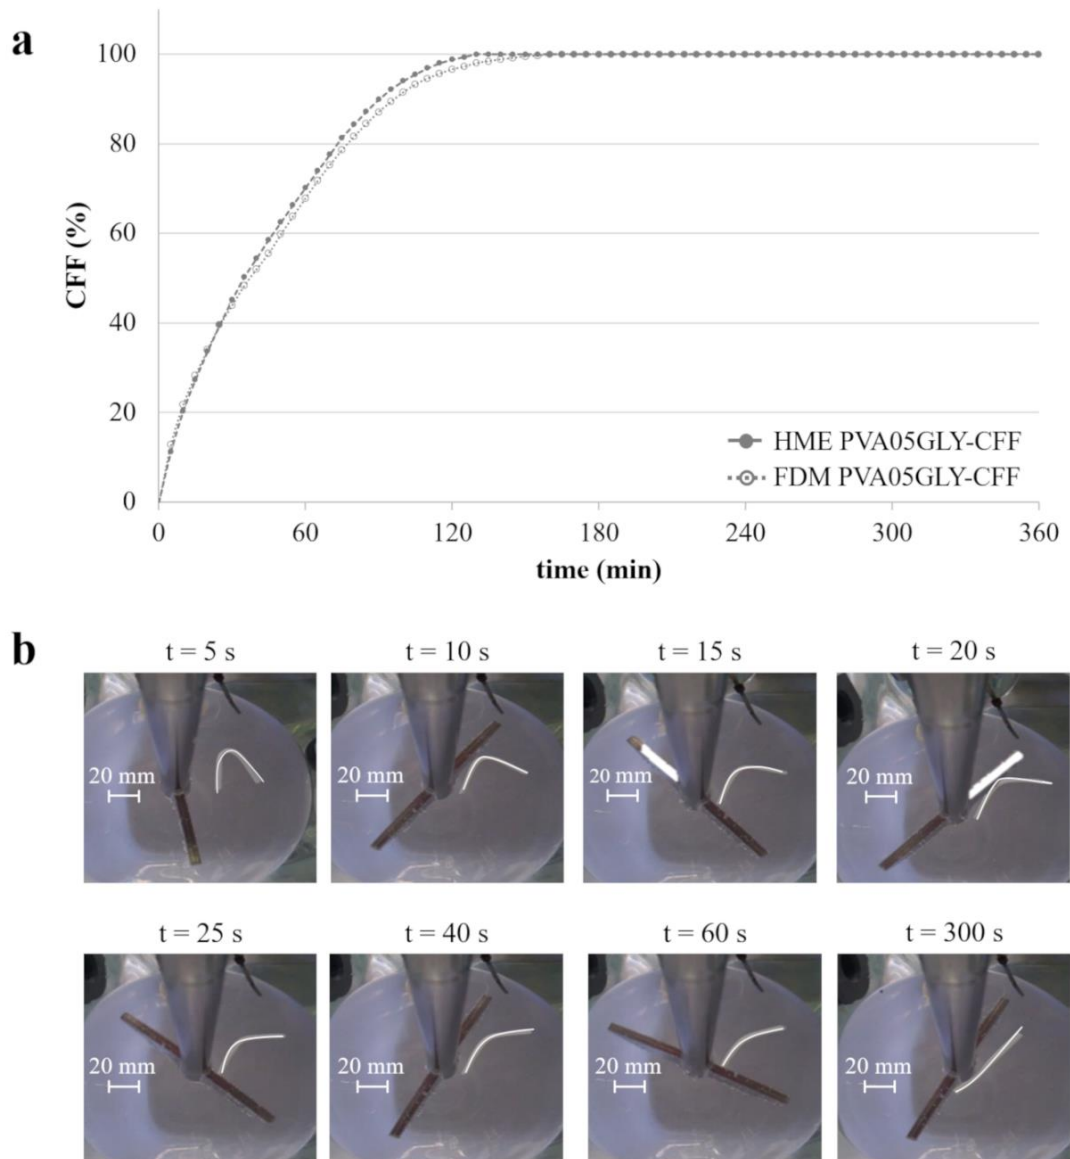 a
100
80
60
40
20
0
CFF (%)
HME PVA05GLY-CFF
FDM PVA05GLY-CFF
0 60 120 180 240 300 360
time (min)
b
t = 5 s t = 10 s t = 15 s t = 20 s
20 mm 20 mm 20 mm 20 mm
t = 25 s t = 40 s t = 60 s t = 300 s
20 mm 20 mm 20 mm 20 mm